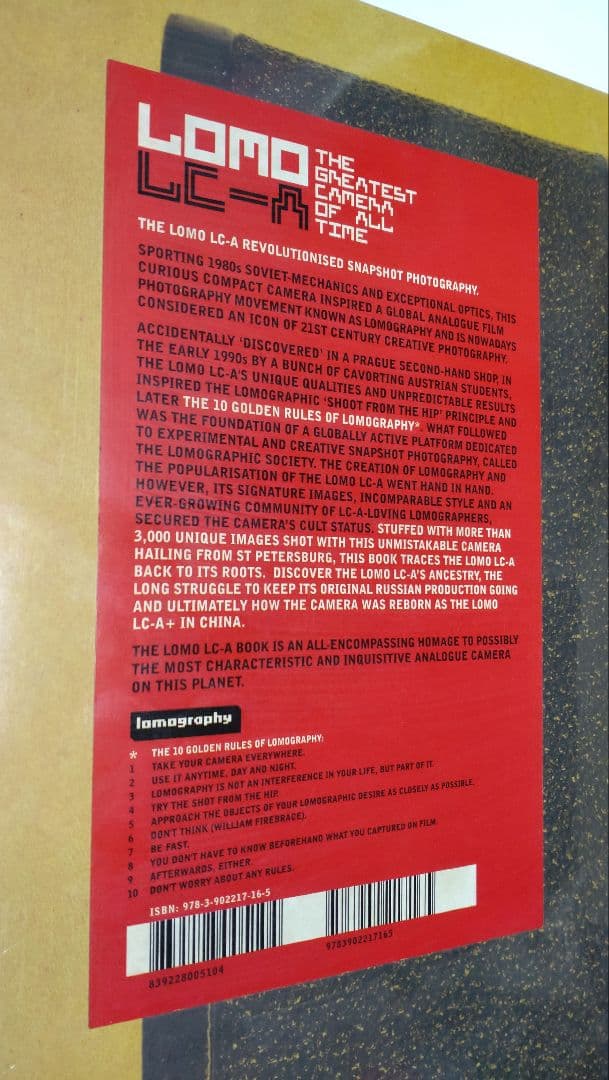 LOMO
LC-A
THE
GREATEST
CAMERA
OF ALL
TIME
THE LOMO LC-A REVOLUTIONISED SNAPSHOT PHOTOGRAPHY.
SPORTING 1980s SOVIET-MECHANICS AND EXCEPTIONAL OPTICS, THIS
CURIOUS COMPACT CAMERA INSPIRED A GLOBAL ANALOGUE FILM
PHOTOGRAPHY MOVEMENT KNOWN AS LOMOGRAPHY AND IS NOWADAYS
CONSIDERED AN ICON OF 21ST CENTURY CREATIVE PHOTOGRAPHY.
ACCIDENTALLY ‘DISCOVERED’ IN A PRAGUE SECOND-HAND SHOP, IN
THE EARLY 1990s BY A BUNCH OF CAVORTING AUSTRIAN STUDENTS,
THE LOMO LC-A'S UNIQUE QUALITIES AND UNPREDICTABLE RESULTS
INSPIRED THE LOMOGRAPHIC ‘SHOOT FROM THE HIP’ PRINCIPLE AND
LATER THE 10 GOLDEN RULES OF LOMOGRAPHY*. WHAT FOLLOWED
WAS THE FOUNDATION OF A GLOBALLY ACTIVE PLATFORM DEDICATED
TO EXPERIMENTAL AND CREATIVE SNAPSHOT PHOTOGRAPHY, CALLED
THE LOMOGRAPHIC SOCIETY. THE CREATION OF LOMOGRAPHY AND
THE POPULARISATION OF THE LOMO LC-A WENT HAND IN HAND.
HOWEVER, ITS SIGNATURE IMAGES, INCOMPARABLE STYLE AND AN
EVER-GROWING COMMUNITY OF LC-A-LOVING LOMOGRAPHERS,
SECURED THE CAMERA'S CULT STATUS. STUFFED WITH MORE THAN
3,000 UNIQUE IMAGES SHOT WITH THIS UNMISTAKABLE CAMERA
HAILING FROM ST PETERSBURG, THIS BOOK TRACES THE LOMO LC-A
BACK TO ITS ROOTS. DISCOVER THE LOMO LC-A'S ANCESTRY, THE
LONG STRUGGLE TO KEEP ITS ORIGINAL RUSSIAN PRODUCTION GOING
AND ULTIMATELY HOW THE CAMERA WAS REBORN AS THE LOMO
LC-A+ IN CHINA.
THE LOMO LC-A BOOK IS AN ALL-ENCOMPASSING HOMAGE TO POSSIBLY
THE MOST CHARACTERISTIC AND INQUISITIVE ANALOGUE CAMERA
ON THIS PLANET.
lomography
* THE 10 GOLDEN RULES OF LOMOGRAPHY:
1 TAKE YOUR CAMERA EVERYWHERE.
2 USE IT ANYTIME, DAY AND NIGHT.
3 LOMOGRAPHY IS NOT AN INTERFERENCE IN YOUR LIFE, BUT PART OF IT.
4 TRY THE SHOT FROM THE HIP.
5 APPROACH THE OBJECTS OF YOUR LOMOGRAPHIC DESIRE AS CLOSELY AS POSSIBLE.
6 DON'T THINK (WILLIAM FIREBRACE).
7 BE FAST.
8 YOU DON'T HAVE TO KNOW BEFOREHAND WHAT YOU CAPTURED ON FILM.
9 AFTERWARDS, EITHER.
10 DON'T WORRY ABOUT ANY RULES.
ISBN: 978-3-902217-16-5
839228005104
9783902217165